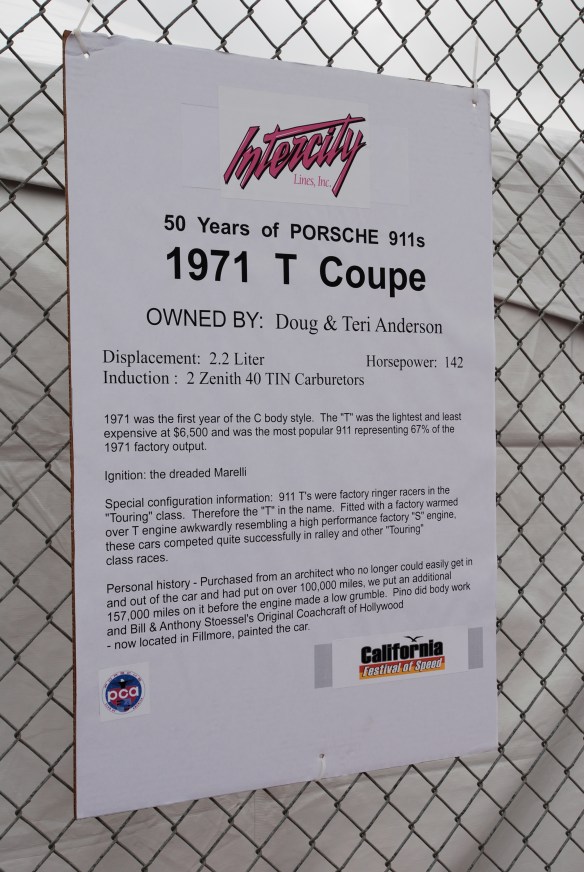 Intercity
Lines, Inc.
50 Years of PORSCHE 911s
1971 T Coupe
OWNED BY: Doug & Teri Anderson
Displacement: 2.2 Liter Horsepower: 142
Induction : 2 Zenith 40 TIN Carburetors
1971 was the first year of the C body style. The "T" was the lightest and least
expensive at $6,500 and was the most popular 911 representing 67% of the
1971 factory output.
Ignition: the dreaded Marelli
Special configuration information: 911 T's were factory ringer racers in the
"Touring" class. Therefore the "T" in the name. Fitted with a factory warmed
over T engine awkwardly resembling a high performance factory "S" engine,
these cars competed quite successfully in ralley and other "Touring"
class races.
Personal history - Purchased from an architect who no longer could easily get in
and out of the car and had put on over 100,000 miles, we put an additional
157,000 miles on it before the engine made a low grumble. Pino did body work
and Bill & Anthony Stoessel's Original Coachcraft of Hollywood
- now located in Fillmore, painted the car.
California
Festival of Speed
pca